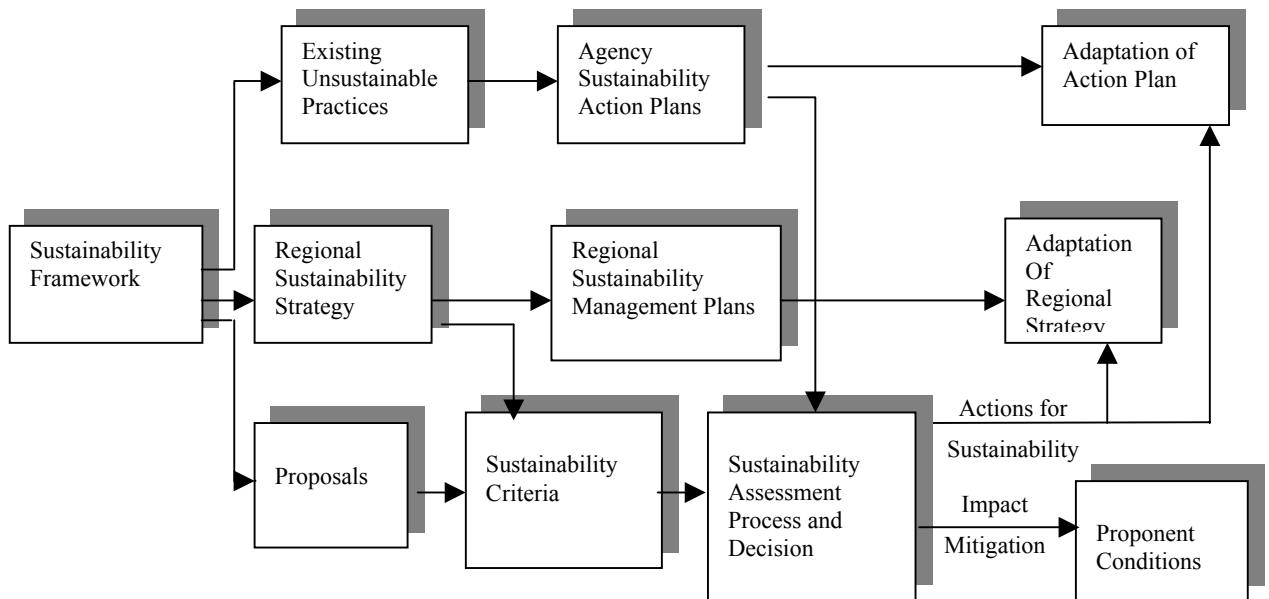 Existing
Unsustainable
Practices
Agency
Sustainability
Action Plans
Adaptation of
Action Plan
Sustainability
Framework
Regional
Sustainability
Strategy
Regional
Sustainability
Management Plans
Adaptation
Of
Regional
Strategy
Proposals
Sustainability
Criteria
Sustainability
Assessment
Process and
Decision
Actions for
Sustainability
Impact
Mitigation
Proponent
Conditions